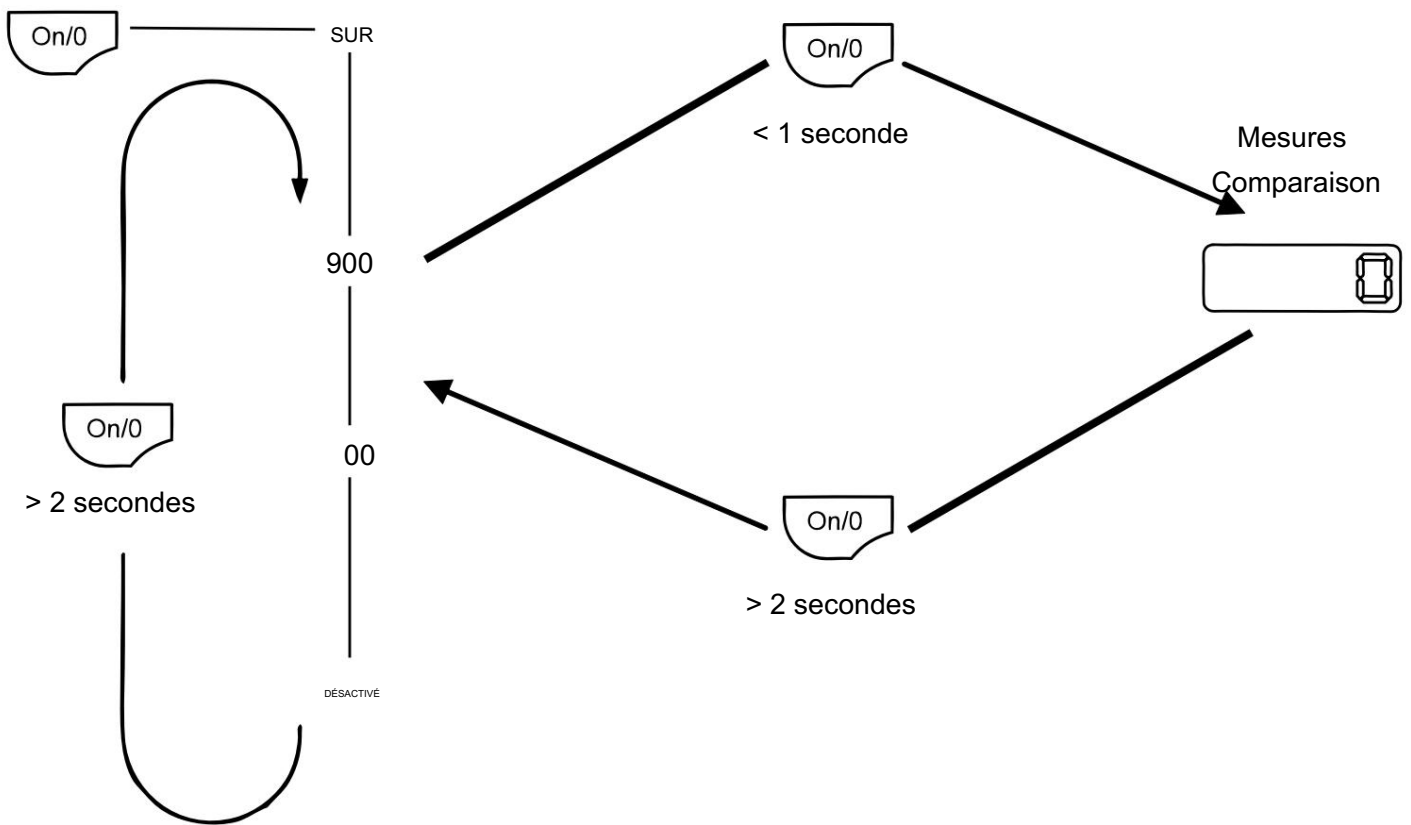 On/0
SUR
On/0
< 1 seconde
Mesures
Comparaison
900
0
On/0
> 2 secondes
00
On/0
> 2 secondes
DÉSACTIVÉ